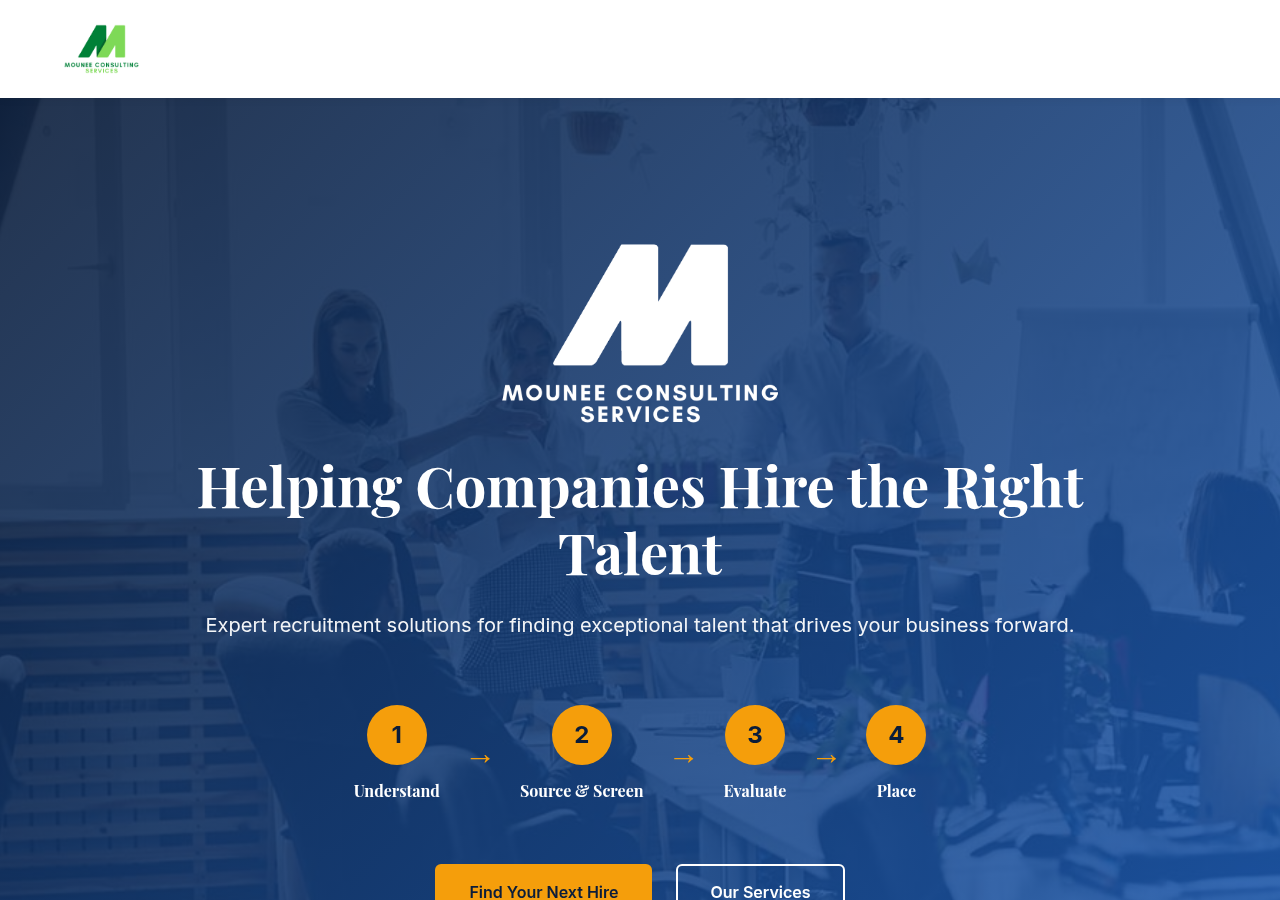 MOUNEE CONSULTING
SERVICES
MOUNEE CONSULTING
SERVICES
Helping Companies Hire the Right
Talent
Expert recruitment solutions for finding exceptional talent that drives your business forward.
1 → 2 → 3 → 4
Understand Source & Screen Evaluate Place
Find Your Next Hire Our Services